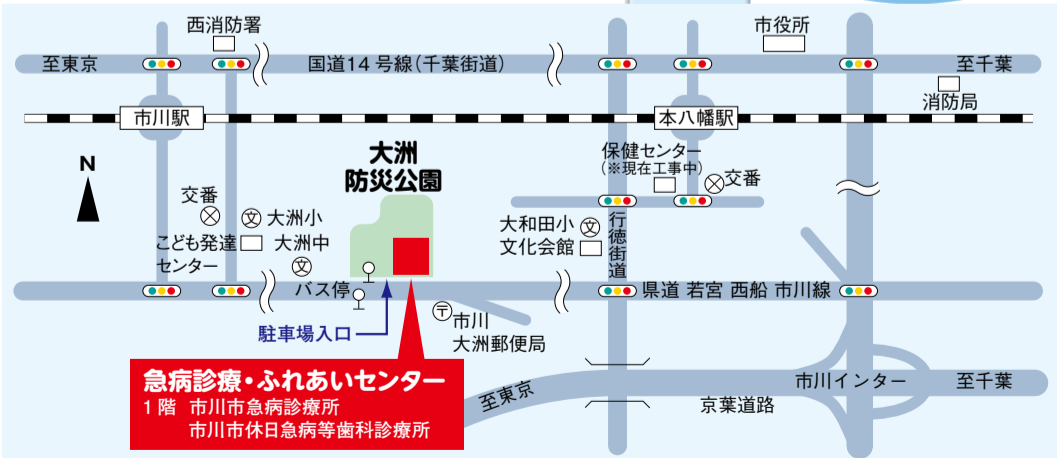 西消防署
市役所
至東京
国道14号線(千葉街道)
至千葉
消防局
市川駅
本八幡駅
N
大洲
防災公園
保健センター
(※現在工事中)
交番
交番
文 大洲小
大和田小 文
文化会館
行徳街道
こども発達
センター
大洲中
文
バス停
県道 若宮 西船 市川線
〒市川
大洲郵便局
駐車場入口
急病診療・ふれあいセンター
1階 市川市急病診療所
市川市休日急病等歯科診療所
至東京
市川インター
至千葉
京葉道路